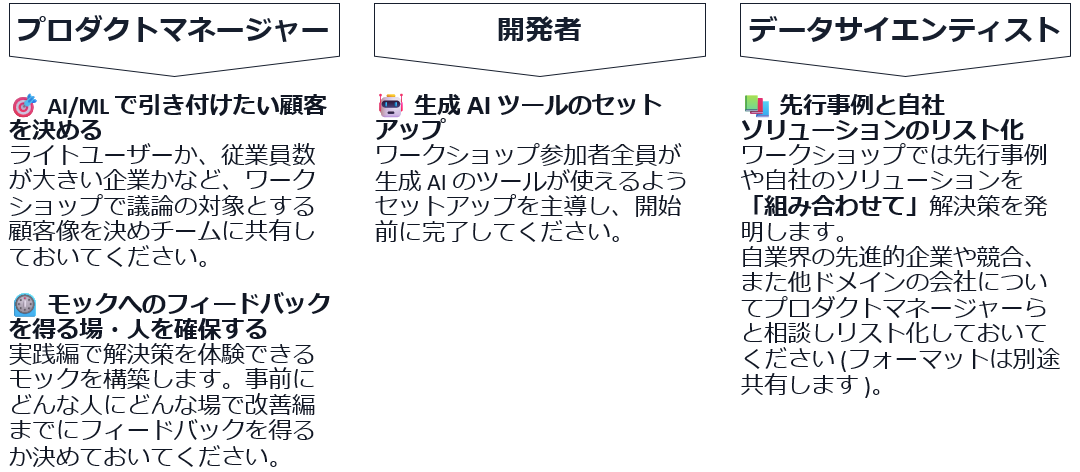 プロダクトマネージャー
AI/ML で引き付けたい顧客
を決める
ライトユーザーか、従業員数
が大きい企業かなど、ワーク
ショップで議論の対象とする
顧客像を決めチームに共有し
ておいてください。
モックへのフィードバック
を得る場・人を確保する
実践編で解決策を体験できる
モックを構築します。事前に
どんな人にどんな場で改善編
までにフィードバックを得る
か決めておいてください。
開発者
生成 AI ツールのセット
アップ
ワークショップ参加者全員が
生成 AI のツールが使えるよう
セットアップを主導し、開始
前に完了してください。
データサイエンティスト
先行事例と自社
ソリューションのリスト化
ワークショップでは先行事例
や自社のソリューションを
「組み合わせて」解決策を発
明します。
自業界の先進的企業や競合、
また他ドメインの会社につい
てプロダクトマネージャーら
と相談しリスト化しておいて
ください (フォーマットは別途
共有します )。